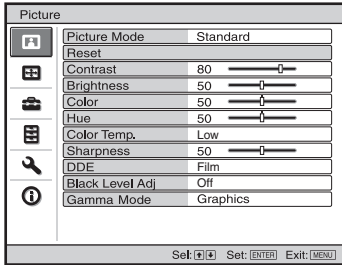 Picture
Picture Mode Standard
Reset
Contrast 80
Brightness 50
Color 50
Hue 50
Color Temp. Low
Sharpness 50
DDE Film
Black Level Adj Off
Gamma Mode Graphics
Sel: Set: ENTER Exit: MENU